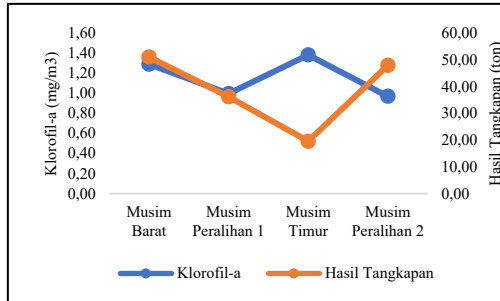 Klorofil-a (mg/m3)
1,60
1,40
1,20
1,00
0,80
0,60
0,40
0,20
0,00
60,00
50,00
40,00
30,00
20,00
10,00
0,00
Hasil Tangkapan (ton)
Musim
Barat
Musim
Peralihan 1
Musim
Timur
Musim
Peralihan 2
Klorofil-a
Hasil Tangkapan